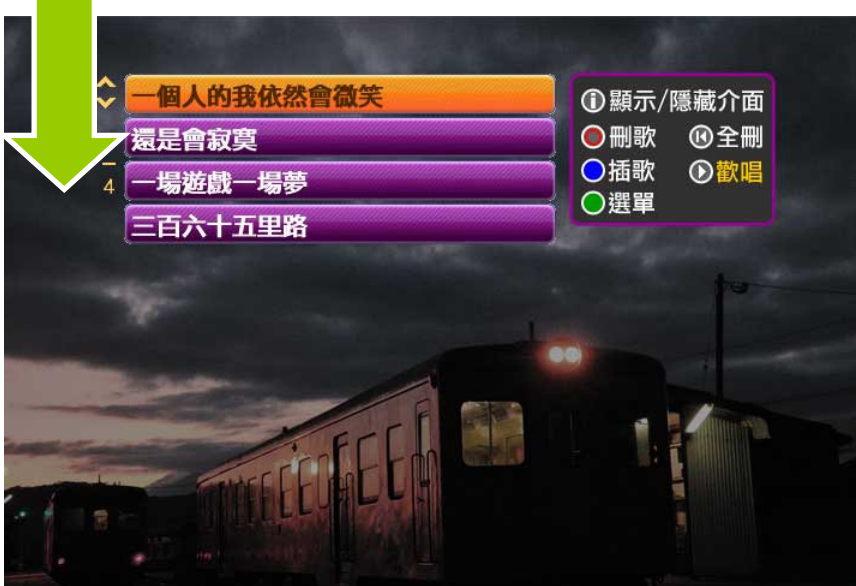 一個人的我依然會微笑
還是會寂寞
4
一場遊戲一場夢
三百六十五里路
顯示/隱藏介面
刪歌 全刪
插歌 歡唱
選單